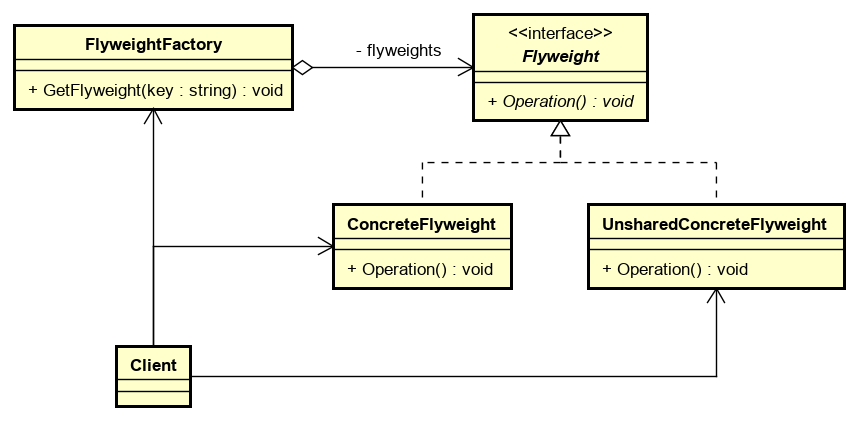 FlyweightFactory
+ GetFlyweight(key : string) : void
- flyweights
<<interface>>
Flyweight
+ Operation() : void
ConcreteFlyweight
+ Operation() : void
UnsharedConcreteFlyweight
+ Operation() : void
Client